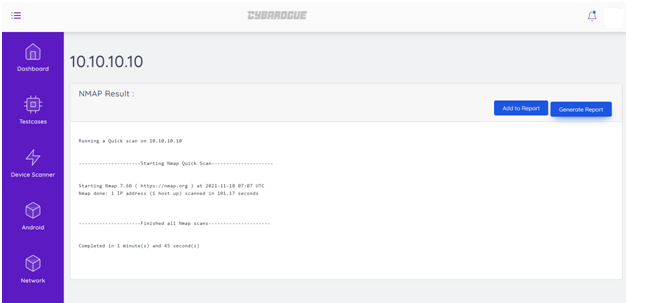 CYBAROGUE
Dashboard
Testcases
Device Scanner
Android
Network
10.10.10.10
NMAP Result :
Add to Report
Generate Report
Running a Quick scan on 10.10.10.10
---------------------Starting Nmap Quick Scan---------------------
Starting Nmap 7.60 ( https://nmap.org ) at 2021-11-18 07:07 UTC
Nmap done: 1 IP address (1 host up) scanned in 101.17 seconds
---------------------Finished all Nmap scans---------------------
Completed in 1 minute(s) and 45 second(s)